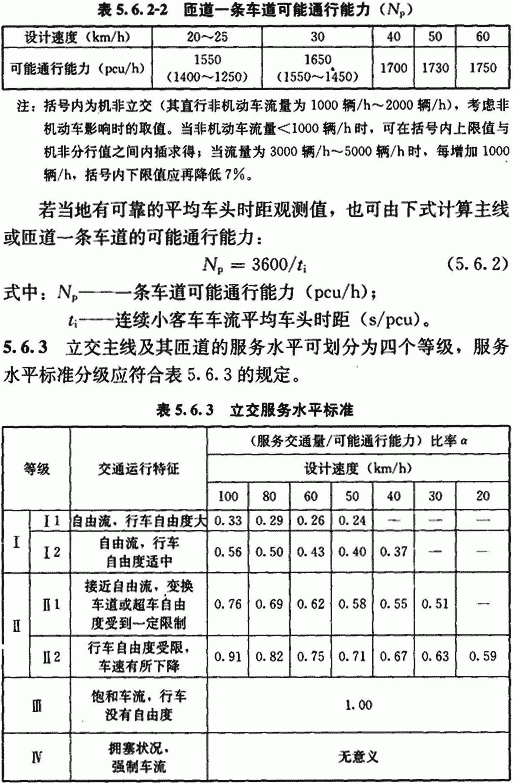 表 5.6.2-2 匝道一条车道可能通行能力（Np）
设计速度（km/h） 20～25 30 40 50 60
可能通行能力（pcu/h） 1550 （1400～1250） 1650 （1550～1450） 1700 1730 1750
注：括号内为机非立交（其直行非机动车流量为 1000 辆/h～2000 辆/h），考虑非
机动车影响时的取值。当非机动车流量＜1000 辆/h 时，可在括号内上限值与
机非分行值之间内插求得；当流量为 3000 辆/h～5000 辆/h 时，每增加 1000
辆/h，括号内下限值应再降低 7%。
若当地有可靠的平均车头时距观测值，也可由下式计算主线
或匝道一条车道的可能通行能力：
Np = 3600/ti （5.6.2）
式中：Np——一条车道可能通行能力（pcu/h）；
ti——连续小客车车流平均车头时距（s/pcu）。
5.6.3 立交主线及其匝道的服务水平可划分为四个等级，服务
水平标准分级应符合表 5.6.3 的规定。
表 5.6.3 立交服务水平标准
等级 交通运行特征 （服务交通量/可能通行能力）比率 α
设计速度（km/h）
100 80 60 50 40 30 20
Ⅰ Ⅰ1 自由流，行车自由度大 0.33 0.29 0.26 0.24 — — —
Ⅰ2 自由流，行车
自由度适中 0.56 0.50 0.43 0.40 0.37 — —
Ⅱ Ⅱ1 接近自由流，变换
车道或超车自由
度受到一定限制 0.76 0.69 0.62 0.58 0.55 0.51 —
Ⅱ2 行车自由度受限，
车速有所下降 0.91 0.82 0.75 0.71 0.67 0.63 0.59
Ⅲ 饱和车流，行车
没有自由度 1.00
Ⅳ 拥塞状况，
强制车流 无意义